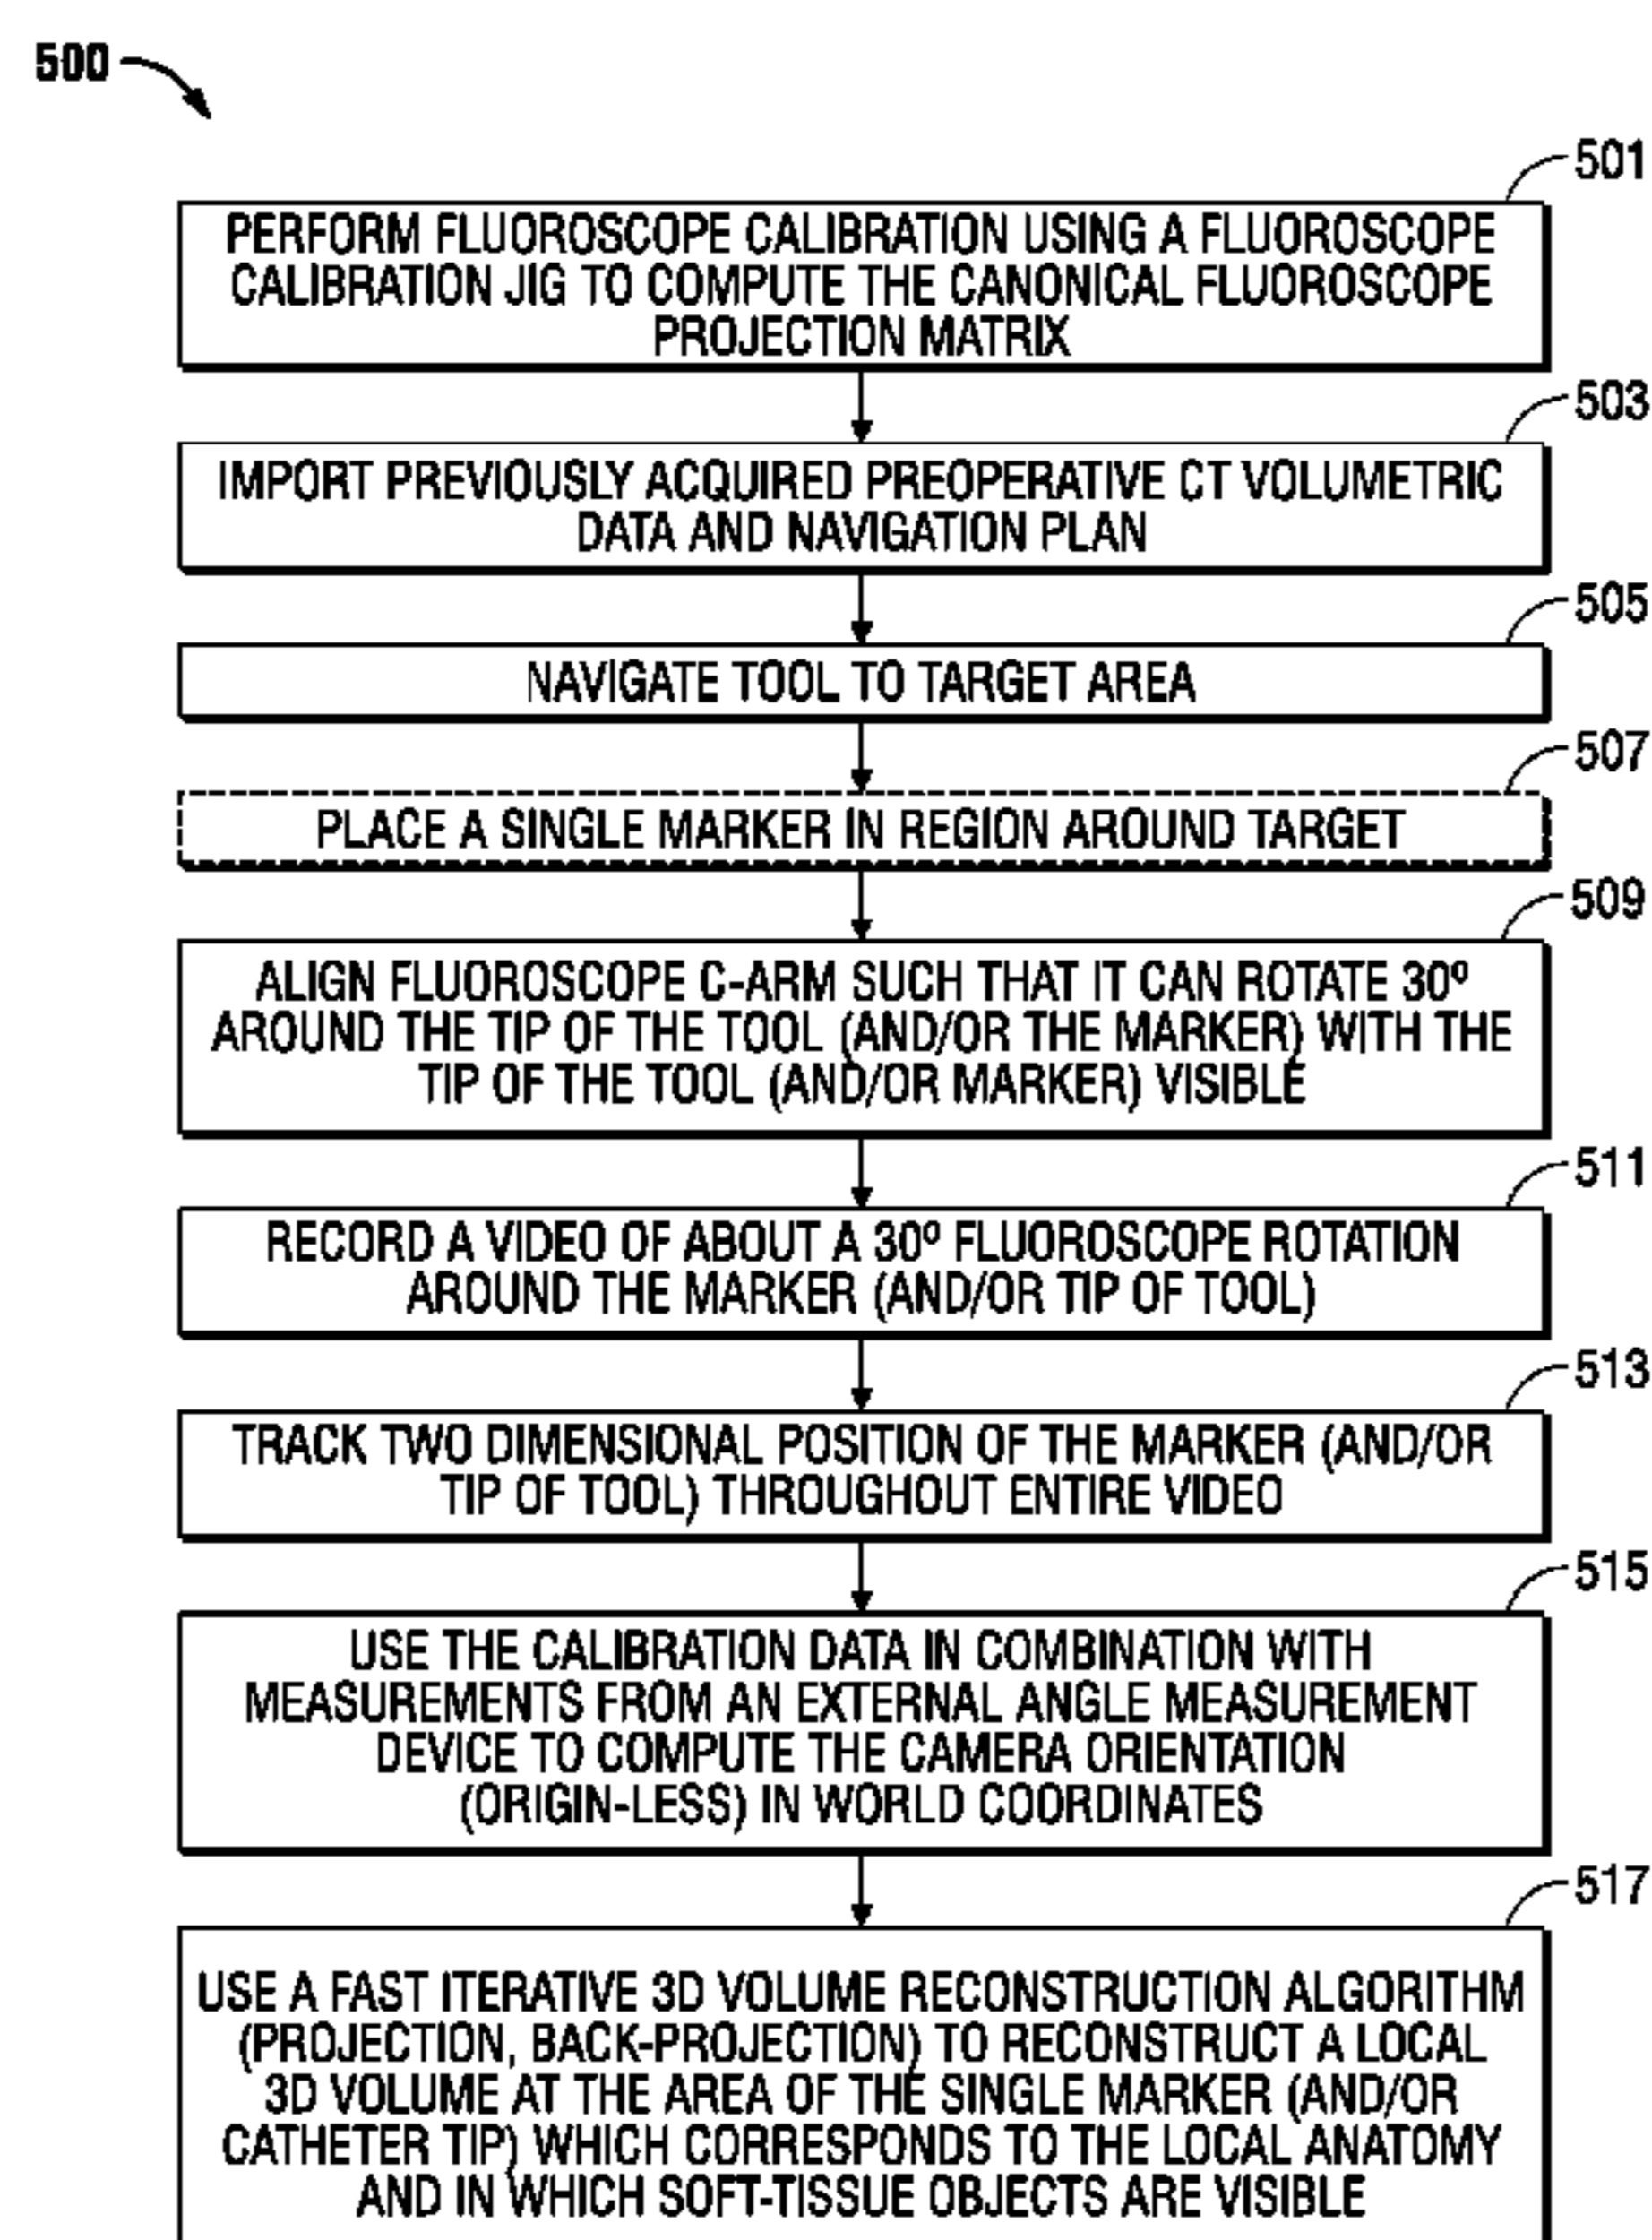 500
501
PERFORM FLUOROSCOPE CALIBRATION USING A FLUOROSCOPE
CALIBRATION JIG TO COMPUTE THE CANONICAL FLUOROSCOPE
PROJECTION MATRIX
503
IMPORT PREVIOUSLY ACQUIRED PREOPERATIVE CT VOLUMETRIC
DATA AND NAVIGATION PLAN
505
NAVIGATE TOOL TO TARGET AREA
507
PLACE A SINGLE MARKER IN REGION AROUND TARGET
509
ALIGN FLUOROSCOPE C-ARM SUCH THAT IT CAN ROTATE 30º
AROUND THE TIP OF THE TOOL (AND/OR THE MARKER) WITH THE
TIP OF THE TOOL (AND/OR MARKER) VISIBLE
511
RECORD A VIDEO OF ABOUT A 30º FLUOROSCOPE ROTATION
AROUND THE MARKER (AND/OR TIP OF TOOL)
513
TRACK TWO DIMENSIONAL POSITION OF THE MARKER (AND/OR
TIP OF TOOL) THROUGHOUT ENTIRE VIDEO
515
USE THE CALIBRATION DATA IN COMBINATION WITH
MEASUREMENTS FROM AN EXTERNAL ANGLE MEASUREMENT
DEVICE TO COMPUTE THE CAMERA ORIENTATION
(ORIGIN-LESS) IN WORLD COORDINATES
517
USE A FAST ITERATIVE 3D VOLUME RECONSTRUCTION ALGORITHM
(PROJECTION, BACK-PROJECTION) TO RECONSTRUCT A LOCAL
3D VOLUME AT THE AREA OF THE SINGLE MARKER (AND/OR
CATHETER TIP) WHICH CORRESPONDS TO THE LOCAL ANATOMY
AND IN WHICH SOFT-TISSUE OBJECTS ARE VISIBLE